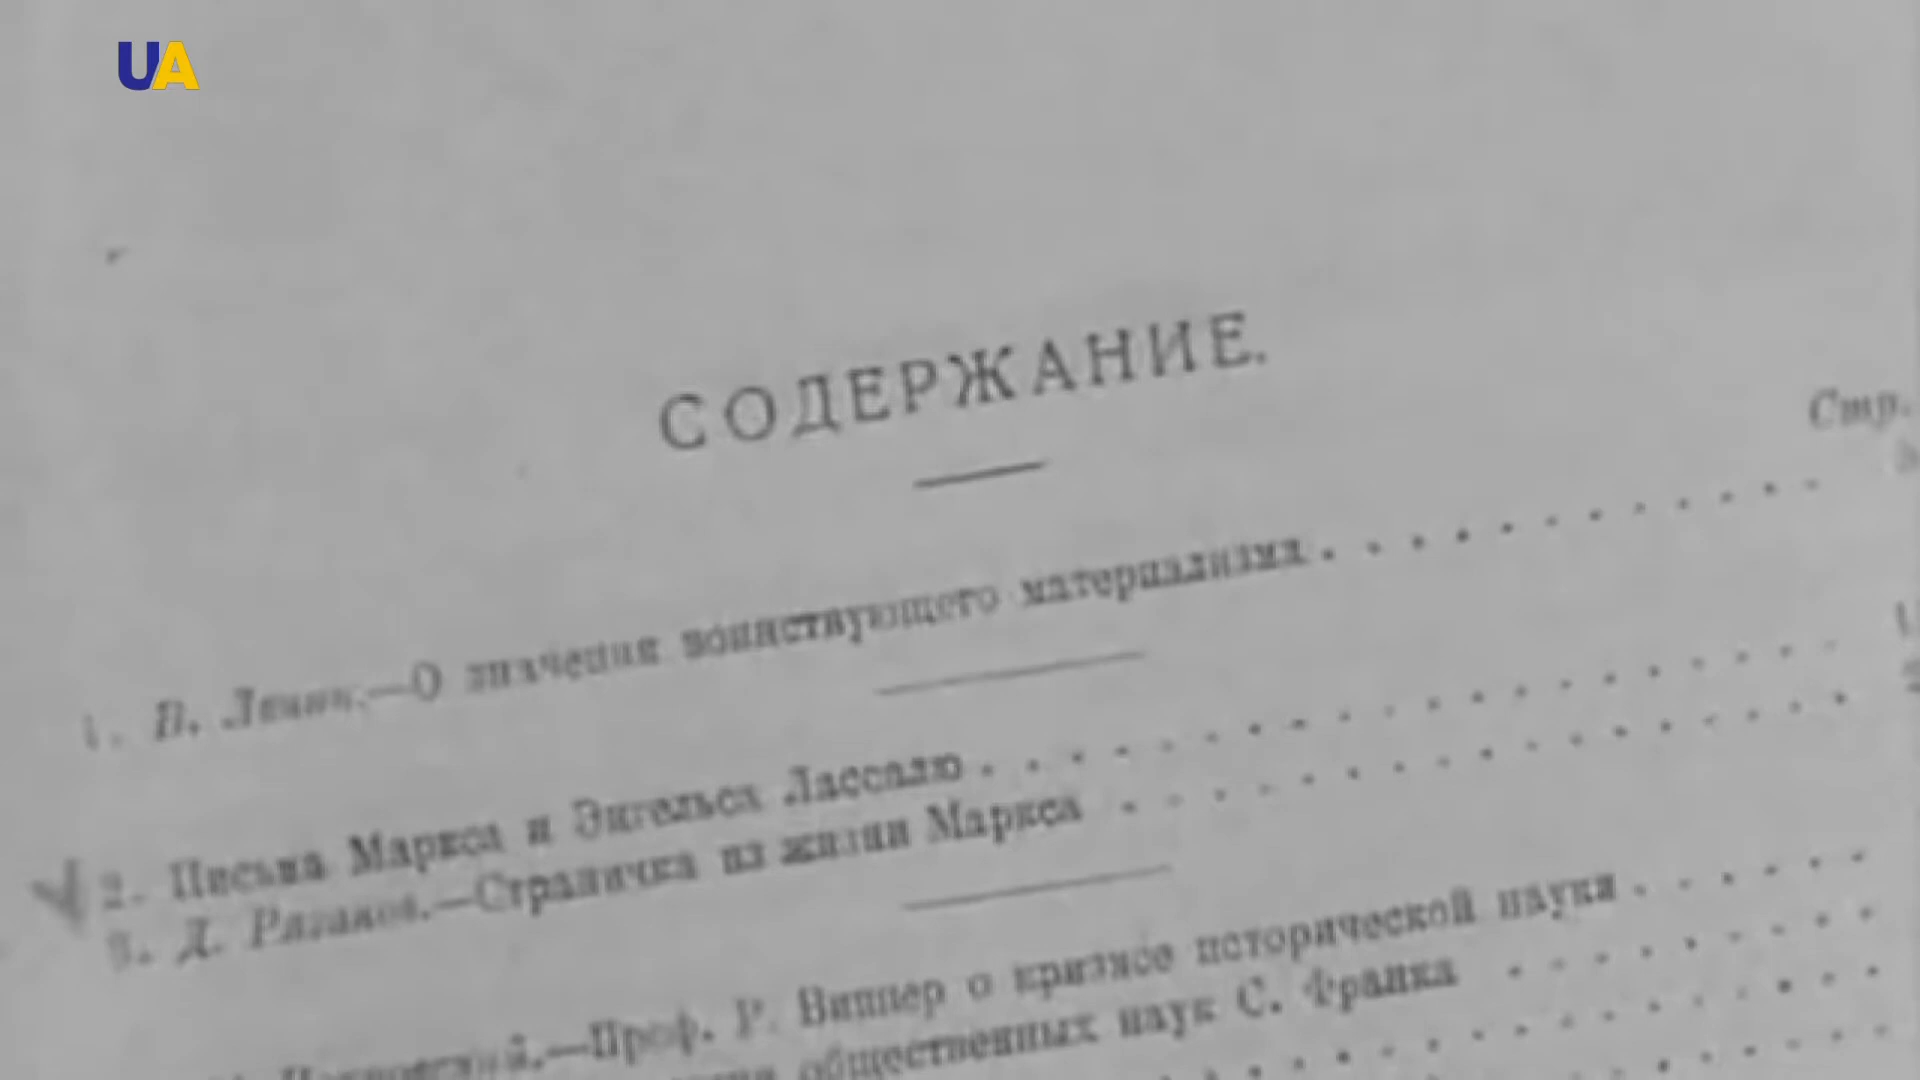 UA
СОДЕРЖАНИЕ.
Стр.
1. В. Ленин.—О значении воинствующего материализма
2. Письма Маркса и Энгельса Лассалю
3. Д. Рязанов.—Страничка из жизни Маркса
Покровский.—Проф. Р. Виппер о кризисе исторической науки
общественных наук С. Франка